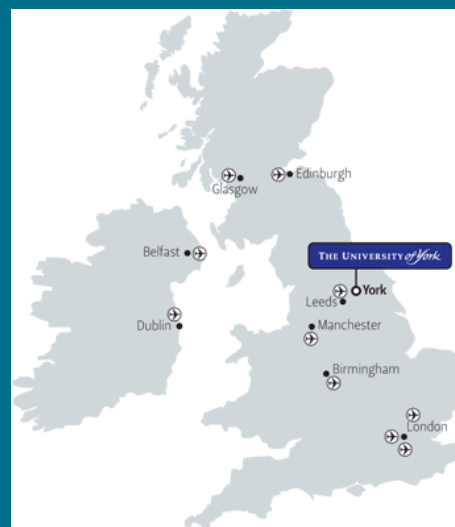 Edinburgh
Glasgow
Belfast
THE UNIVERSITY of York
York
Leeds
Dublin
Manchester
Birmingham
London